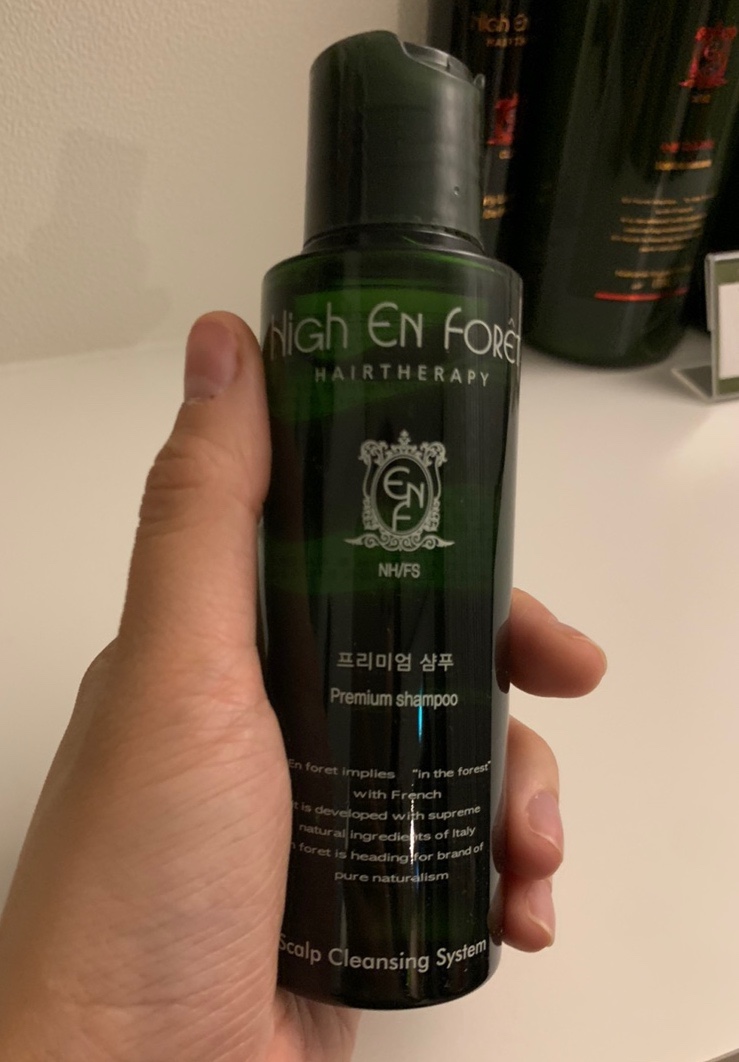 High En Forêt
HAIRTHERAPY
ENF
NH/FS
프리미엄 샴푸
Premium shampoo
En foret implies "in the forest"
with French
t is developed with supreme
natural ingredients of Italy
foret is heading for brand of
pure naturalism
Scalp Cleansing System
High En